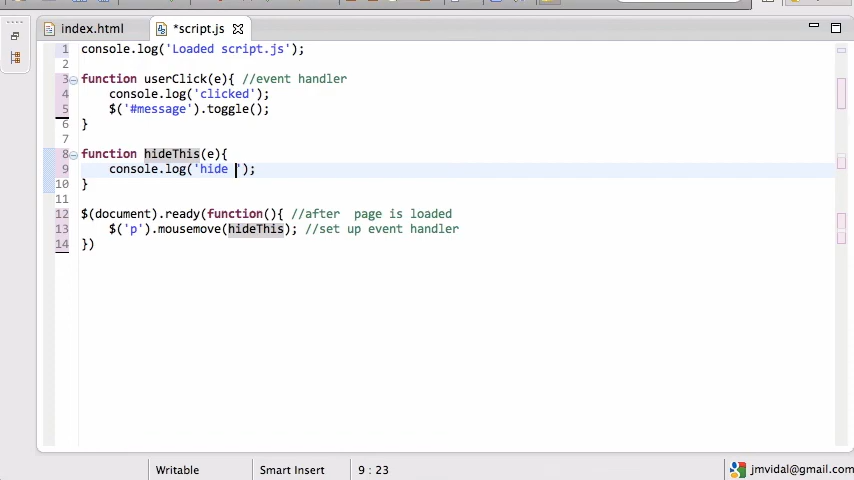 index.html
*script.js
1 console.log('Loaded script.js');
2
3 function userClick(e){ //event handler
4 console.log('clicked');
5 $('#message').toggle();
6 }
7
8 function hideThis(e){
9 console.log('hide ');
10 }
11
12 $(document).ready(function(){ //after  page is loaded
13 $('p').mousemove(hideThis); //set up event handler
14 })
Writable
Smart Insert
9 : 23
jmvidal@gmail.com